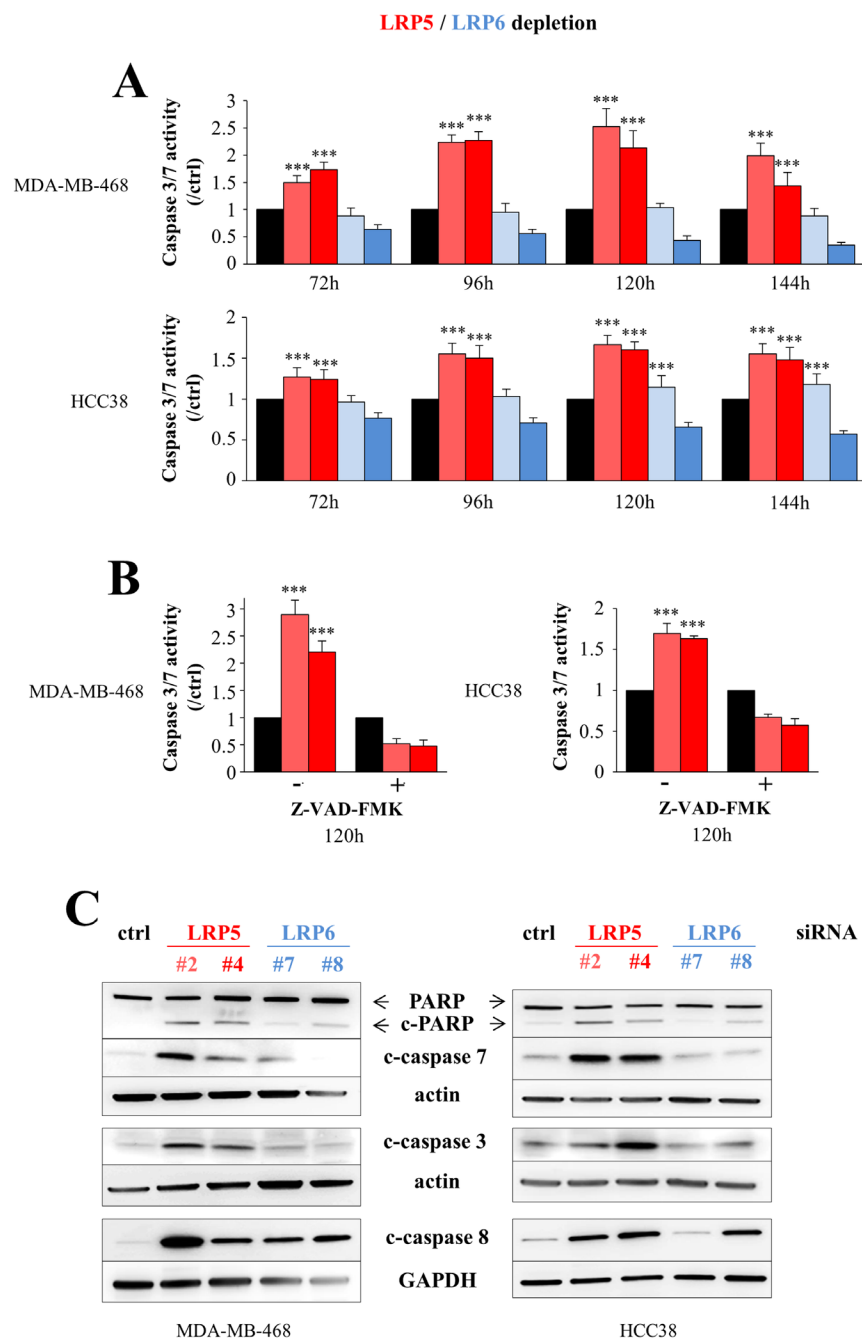 LRP5 / LRP6 depletion
A
MDA-MB-468
Caspase 3/7 activity
(/ctrl)
3
2.5
2
1.5
1
0.5
0
*** ***
*** ***
*** ***
*** ***
72h 96h 120h 144h
HCC38
Caspase 3/7 activity
(/ctrl)
2
1.5
1
0.5
0
*** ***
*** ***
*** *** ***
*** *** ***
72h 96h 120h 144h
B
MDA-MB-468
Caspase 3/7 activity
(/ctrl)
3
2.5
2
1.5
1
0.5
0
*** ***
- +
Z-VAD-FMK
120h
HCC38
Caspase 3/7 activity
(/ctrl)
2
1.5
1
0.5
0
*** ***
- +
Z-VAD-FMK
120h
C
ctrl LRP5 LRP6 ctrl LRP5 LRP6 siRNA
#2 #4 #7 #8 #2 #4 #7 #8
PARP
c-PARP
c-caspase 7
actin
c-caspase 3
actin
c-caspase 8
GAPDH
MDA-MB-468 HCC38